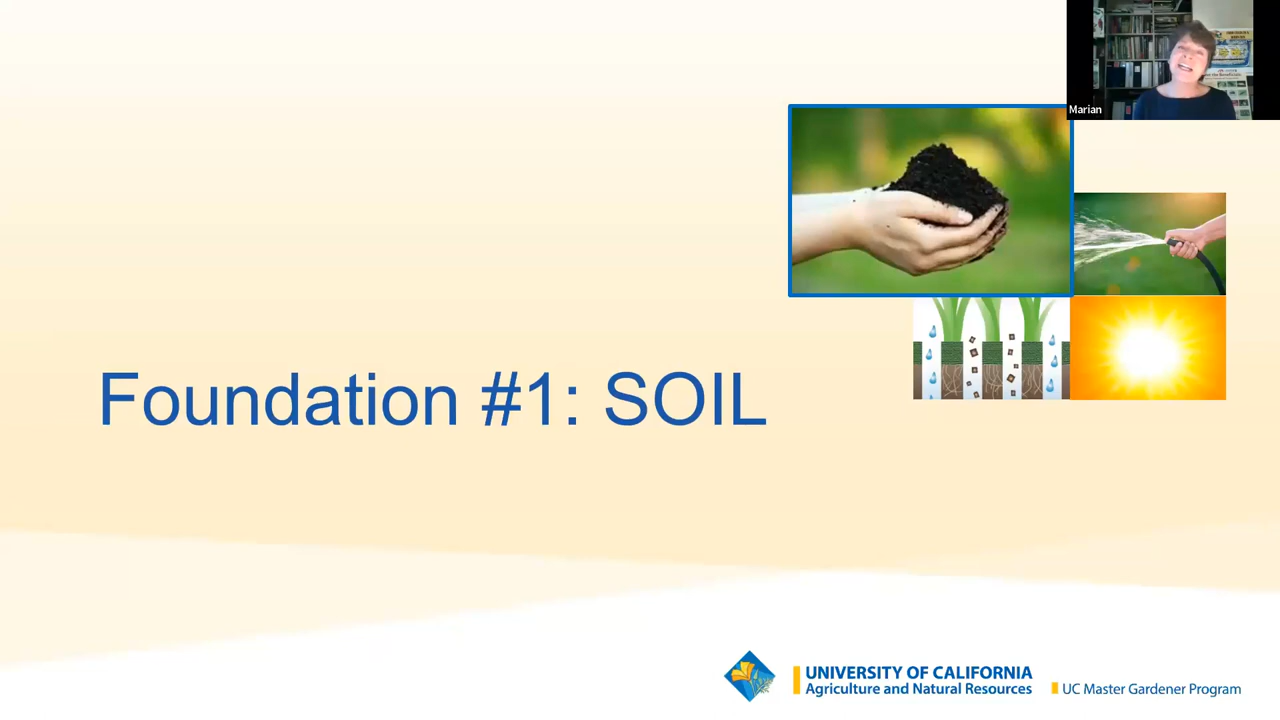 Marian
Foundation #1: SOIL
UNIVERSITY OF CALIFORNIA
Agriculture and Natural Resources
UC Master Gardener Program